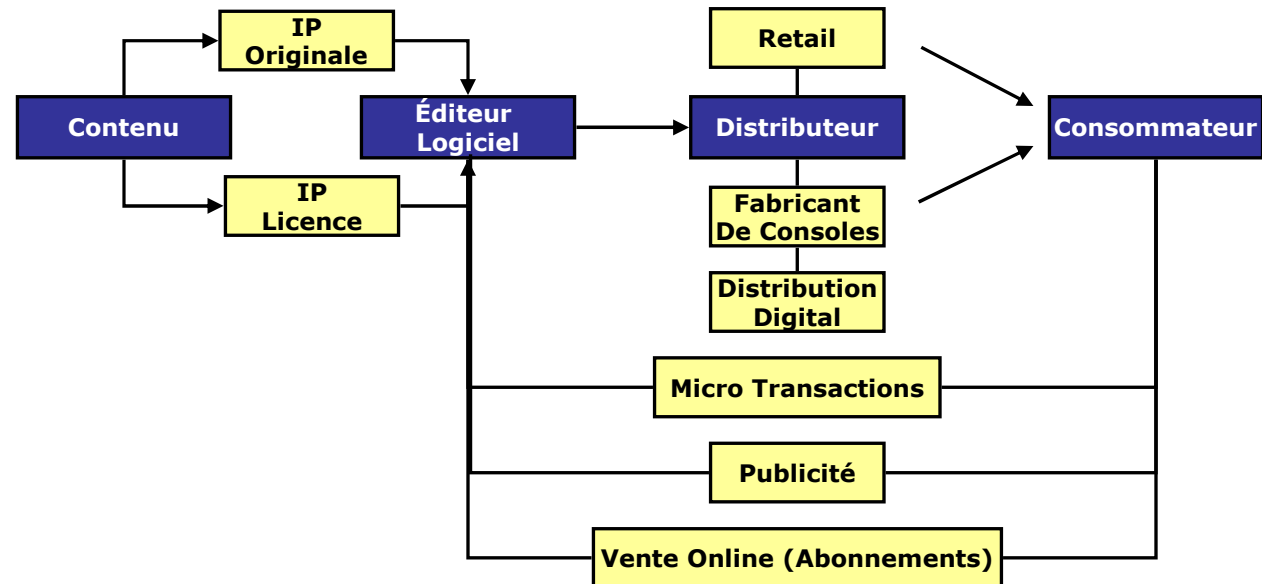 IP
Originale
Retail
Contenu
Éditeur
Logiciel
Distributeur
Consommateur
IP
Licence
Fabricant
De Consoles
Distribution
Digital
Micro Transactions
Publicité
Vente Online (Abonnements)